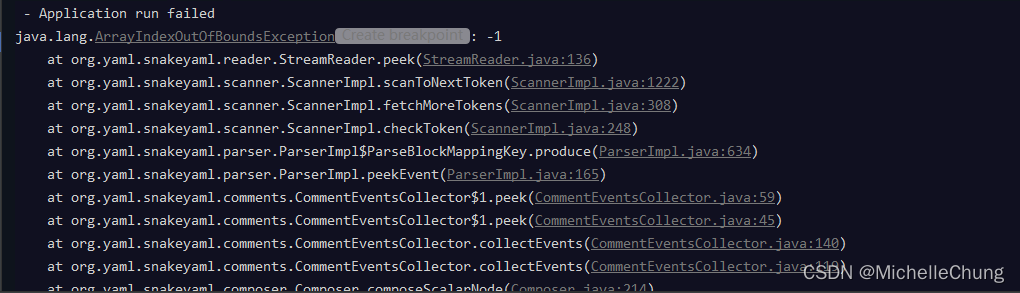 - Application run failed
java.lang.ArrayIndexOutOfBoundsException Create breakpoint : -1
at org.yaml.snakeyaml.reader.StreamReader.peek(StreamReader.java:136)
at org.yaml.snakeyaml.scanner.ScannerImpl.scanToNextToken(ScannerImpl.java:1222)
at org.yaml.snakeyaml.scanner.ScannerImpl.fetchMoreTokens(ScannerImpl.java:308)
at org.yaml.snakeyaml.scanner.ScannerImpl.checkToken(ScannerImpl.java:248)
at org.yaml.snakeyaml.parser.ParserImpl$ParseBlockMappingKey.produce(ParserImpl.java:634)
at org.yaml.snakeyaml.parser.ParserImpl.peekEvent(ParserImpl.java:165)
at org.yaml.snakeyaml.comments.CommentEventsCollector$1.peek(CommentEventsCollector.java:59)
at org.yaml.snakeyaml.comments.CommentEventsCollector$1.peek(CommentEventsCollector.java:45)
at org.yaml.snakeyaml.comments.CommentEventsCollector.collectEvents(CommentEventsCollector.java:140)
at org.yaml.snakeyaml.comments.CommentEventsCollector.collectEvents(CommentEventsCollector.java:119)
at org.yaml.snakeyaml.composer.Composer.composeScalarNode(Composer.java:214)
CSDN @MichelleChung